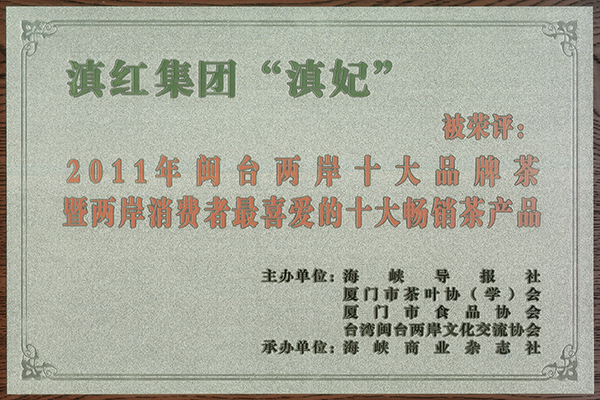 滇红集团“滇妃”
被荣评：
2011年闽台两岸十大品牌茶
暨两岸消费者最喜爱的十大畅销茶产品
主办单位：海峡导报社
厦门市茶叶协（学）会
厦门市食品协会
台湾闽台两岸文化交流协会
承办单位：海峡商业杂志社